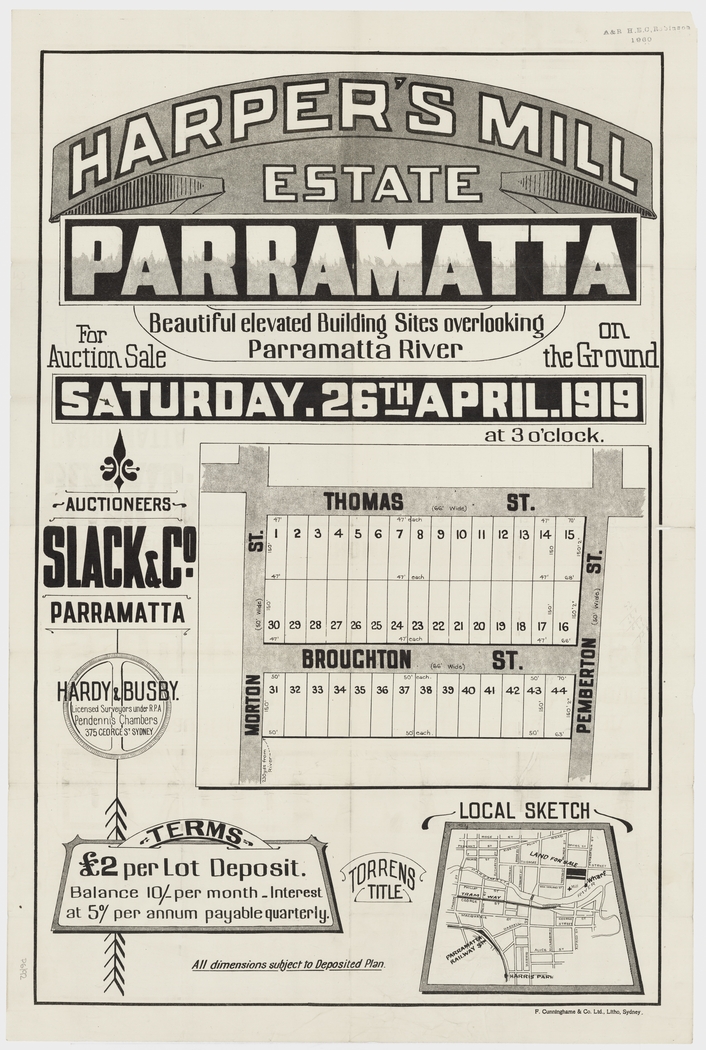 HARPER'S MILL
ESTATE
PARRAMATTA
For
Auction Sale
Beautiful elevated Building Sites overlooking
Parramatta River
on
the Ground
SATURDAY. 26TH APRIL. 1919
at 3 o'clock.
AUCTIONEERS
SLACK & Co.
PARRAMATTA
HARDY & BUSBY.
Licensed Surveyors under R.P.A
Pendennis Chambers
375 GEORGE ST SYDNEY
THOMAS (66' Wide) ST.
47' 47' each 47' 70'
1 2 3 4 5 6 7 8 9 10 11 12 13 14 15
150' 150' 150'2"
47' 47' each 47' 68'
150' 150' 150'2"
30 29 28 27 26 25 24 23 22 21 20 19 18 17 16
47' 47' each 47' 66'
BROUGHTON (66' Wide) ST.
50' 50' each 50' 70'
31 32 33 34 35 36 37 38 39 40 41 42 43 44
150' 150' 150'2"
50' 50' each. 50' 63'
MORTON (60' Wide) ST.
PEMBERTON (60' Wide) ST.
River
TERMS
£2 per Lot Deposit.
Balance 10/- per month - Interest
at 5% per annum payable quarterly.
TORRENS
TITLE
All dimensions subject to Deposited Plan.
LOCAL SKETCH
LAND FOR SALE
Wharf
TRAMWAY
PARRAMATTA
RAILWAY STN
HARRIS PARK
P. Cunninghame & Co. Ltd., Litho, Sydney.